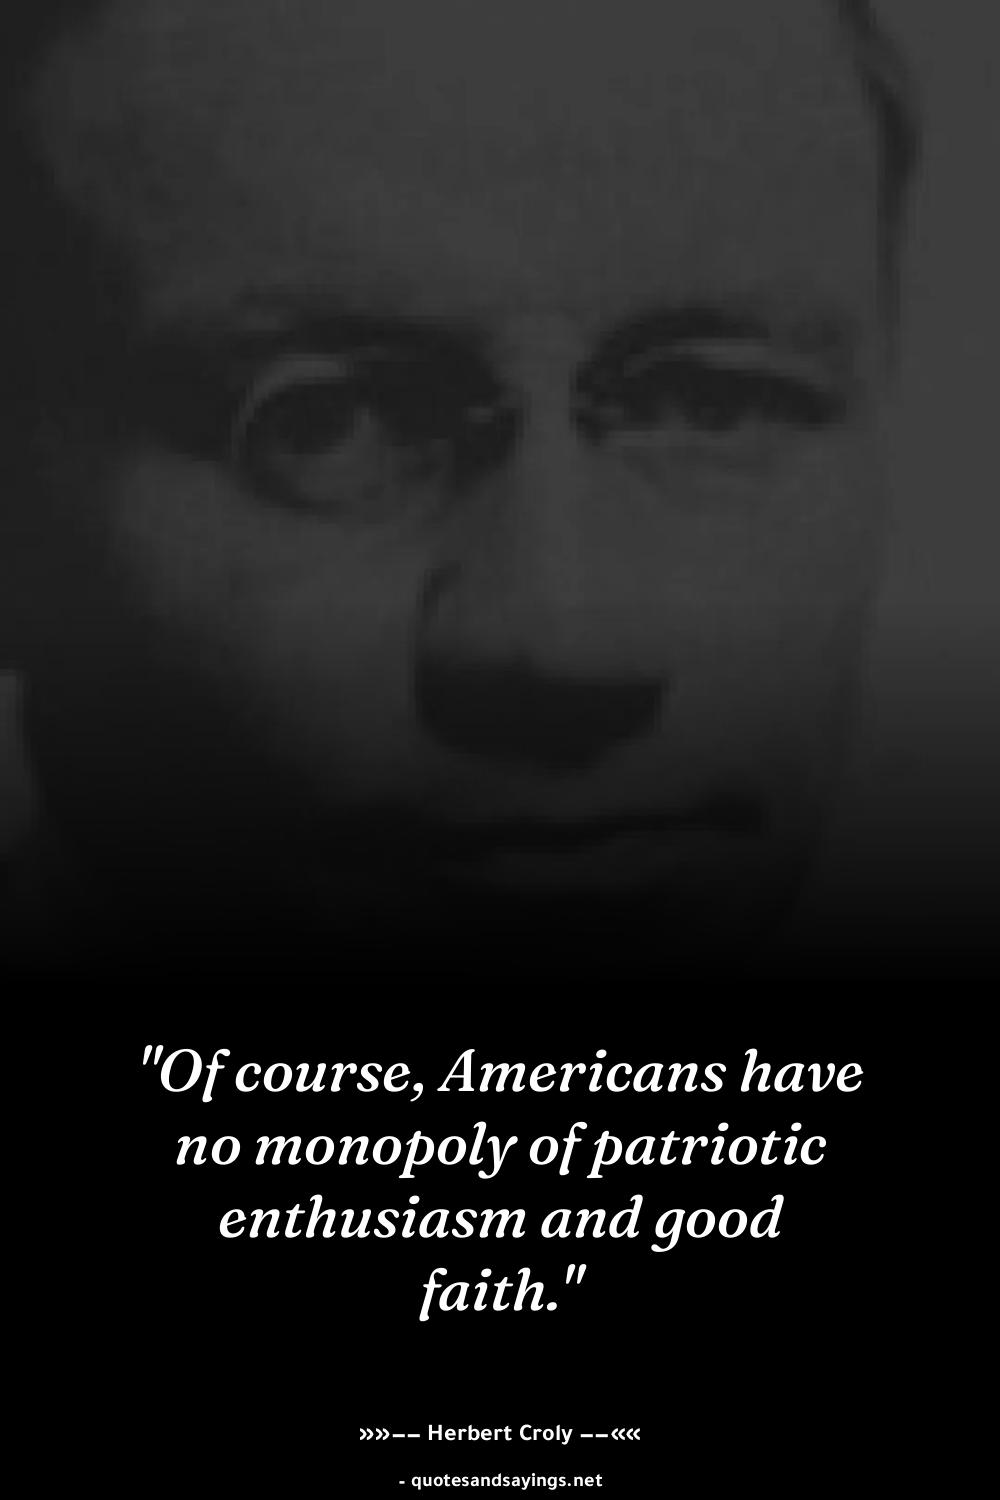 "Of course, Americans have
no monopoly of patriotic
enthusiasm and good
faith."
»»–– Herbert Croly ––««
- quotesandsayings.net